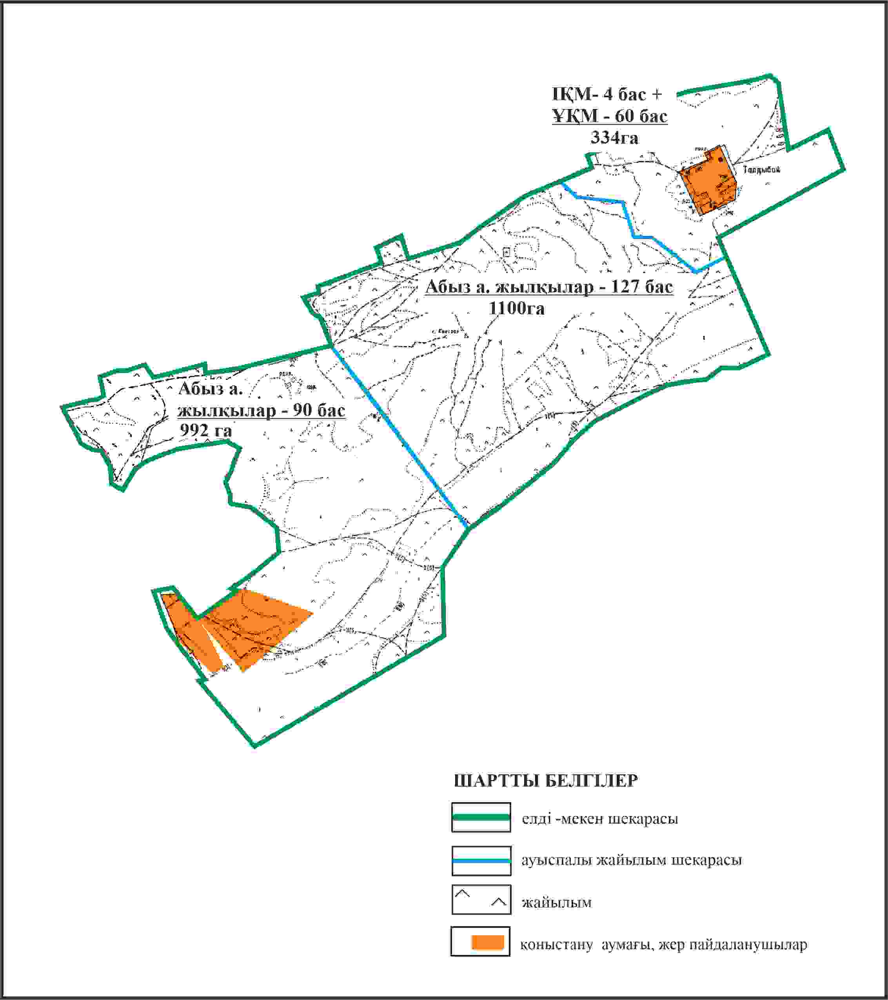 ІҚМ- 4 бас +
ҰҚМ - 60 бас
334га
Талдыбай
Абыз а. жылқылар - 127 бас
1100га
Абыз а.
жылқылар - 90 бас
992 га
ШАРТТЫ БЕЛГІЛЕР
елді -мекен шекарасы
ауыспалы жайылым шекарасы
жайылым
қоныстану аумағы, жер пайдаланушылар